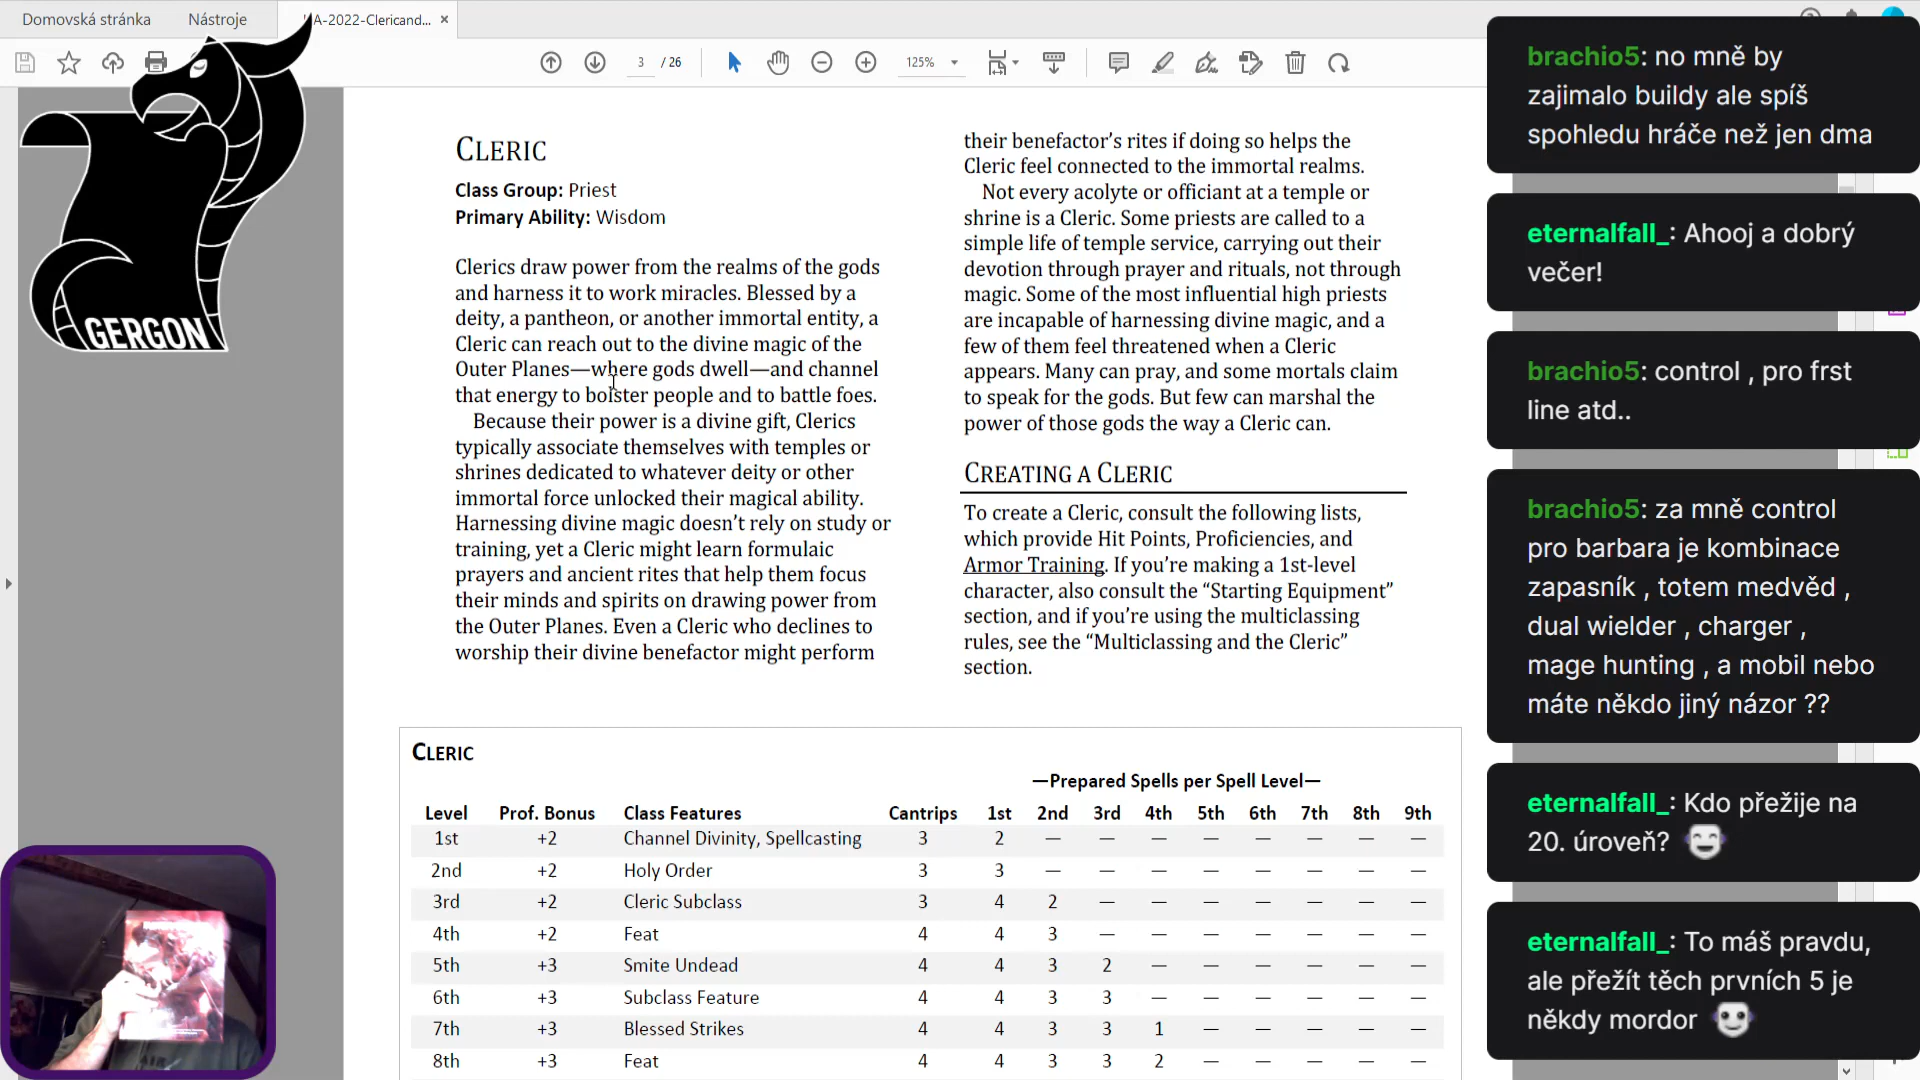 Domovská stránka
Nástroje
A-2022-Clericand...
3 / 26
125%
GERGON
CLERIC
Class Group: Priest
Primary Ability: Wisdom
Clerics draw power from the realms of the gods
and harness it to work miracles. Blessed by a
deity, a pantheon, or another immortal entity, a
Cleric can reach out to the divine magic of the
Outer Planes—where gods dwell—and channel
that energy to bolster people and to battle foes.
Because their power is a divine gift, Clerics
typically associate themselves with temples or
shrines dedicated to whatever deity or other
immortal force unlocked their magical ability.
Harnessing divine magic doesn’t rely on study or
training, yet a Cleric might learn formulaic
prayers and ancient rites that help them focus
their minds and spirits on drawing power from
the Outer Planes. Even a Cleric who declines to
worship their divine benefactor might perform
their benefactor’s rites if doing so helps the
Cleric feel connected to the immortal realms.
Not every acolyte or officiant at a temple or
shrine is a Cleric. Some priests are called to a
simple life of temple service, carrying out their
devotion through prayer and rituals, not through
magic. Some of the most influential high priests
are incapable of harnessing divine magic, and a
few of them feel threatened when a Cleric
appears. Many can pray, and some mortals claim
to speak for the gods. But few can marshal the
power of those gods the way a Cleric can.
CREATING A CLERIC
To create a Cleric, consult the following lists,
which provide Hit Points, Proficiencies, and
Armor Training. If you’re making a 1st-level
character, also consult the “Starting Equipment”
section, and if you’re using the multiclassing
rules, see the “Multiclassing and the Cleric”
section.
CLERIC
—Prepared Spells per Spell Level—
Level Prof. Bonus Class Features Cantrips 1st 2nd 3rd 4th 5th 6th 7th 8th 9th
1st +2 Channel Divinity, Spellcasting 3 2 — — — — — — — —
2nd +2 Holy Order 3 3 — — — — — — — —
3rd +2 Cleric Subclass 3 4 2 — — — — — — —
4th +2 Feat 4 4 3 — — — — — — —
5th +3 Smite Undead 4 4 3 2 — — — — — —
6th +3 Subclass Feature 4 4 3 3 — — — — — —
7th +3 Blessed Strikes 4 4 3 3 1 — — — — —
8th +3 Feat 4 4 3 3 2 — — — — —
brachio5: no mně by
zajimalo buildy ale spíš
spohledu hráče než jen dma
eternalfall_: Ahooj a dobrý
večer!
brachio5: control , pro frst
line atd..
brachio5: za mně control
pro barbara je kombinace
zapasník , totem medvěd ,
dual wielder , charger ,
mage hunting , a mobil nebo
máte někdo jiný názor ??
eternalfall_: Kdo přežije na
20. úroveň?
eternalfall_: To máš pravdu,
ale přežít těch prvních 5 je
někdy mordor